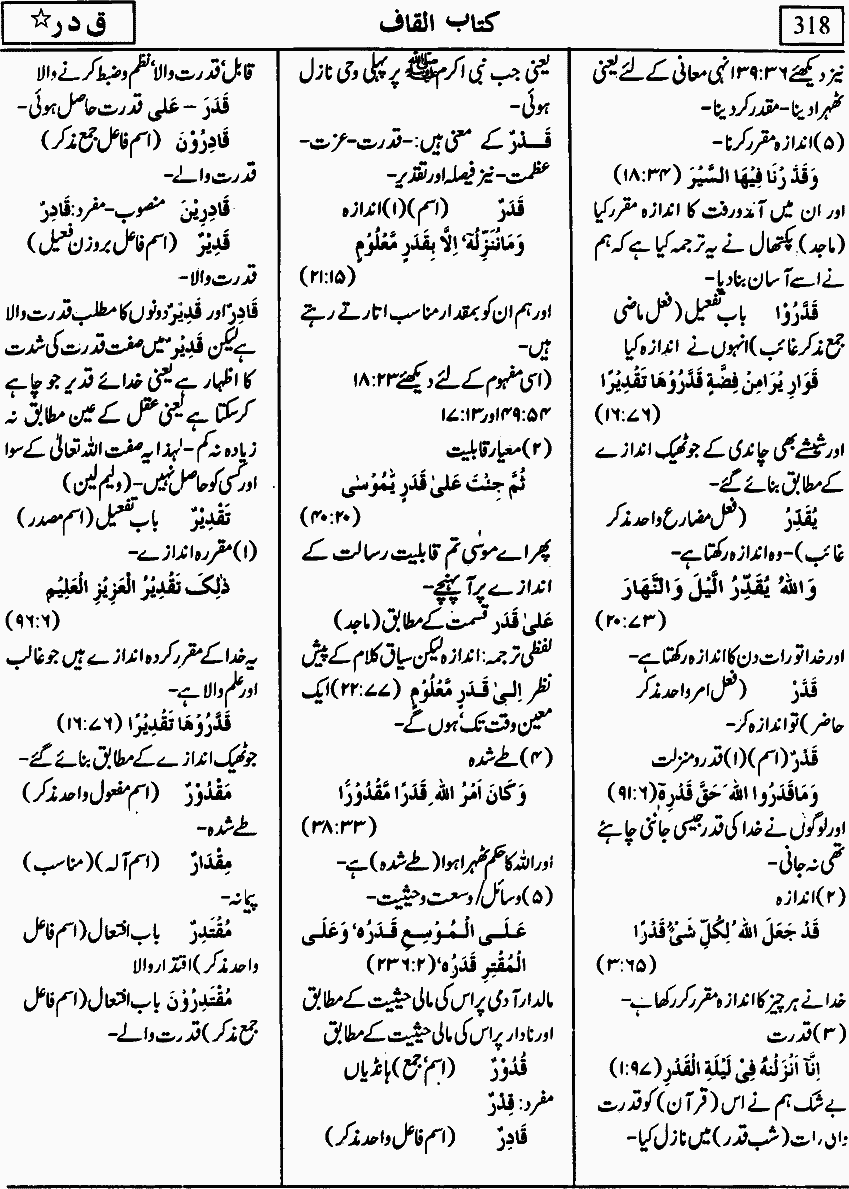 318
کتاب القاف
ق د ر☆
نیز دیکھئے ۱۳۹:۳۶ نہی معانی کے لئے یعنی
ٹھہرا دینا- مقدر کر دینا-
(۵) اندازہ مقرر کرنا-
وَقَدَّرْنَا فِيْهَا السَّيْرَ (۱۸:۳۴)
اور ان میں آمدورفت کا اندازہ مقرر کیا
(ماجد) پکتھال نے یہ ترجمہ کیا ہے کہ ہم
نے اسے آسان بنا دیا-
قَدَّرُوْا باب تفعیل (فعل ماضی
جمع مذکر غائب) انہوں نے اندازہ کیا
قَوَارِيْرَا۟مِنْ فِضَّةٍ قَدَّرُوْهَا تَقْدِيْرًا
(۱۶:۷۶)
اور شیشے بھی چاندی کے جو ٹھیک اندازے
کے مطابق بنائے گئے-
يُقَدِّرُ (فعل مضارع واحد مذکر
غائب)- وہ اندازہ رکھتا ہے-
وَاللّٰهُ يُقَدِّرُ الَّيْلَ وَالنَّهَارَ
(۲۰:۷۳)
اور خدا تو رات دن کا اندازہ رکھتا ہے-
قَدِّرْ (فعل امر واحد مذکر
حاضر) تو اندازہ کر-
قَدْرٌ (اسم) (۱) قدر و منزلت
وَمَاقَدَرُوا اللّٰهَ حَقَّ قَدْرِهٖٓ (۹۱:۶)
اور لوگوں نے خدا کی قدر جیسی جاننی چاہئے
تھی نہ جانی-
(۲) اندازہ
قَدْ جَعَلَ اللّٰهُ لِكُلِّ شَیْءٍ قَدْرًا
(۳:۶۵)
خدا نے ہر چیز کا اندازہ مقرر کر رکھا ہے-
(۳) قدرت
اِنَّآ اَنْزَلْنٰهُ فِیْ لَيْلَةِ الْقَدْرِ (۱:۹۷)
بے شک ہم نے اس (قرآن) کو قدرت
والی رات (شب قدر) میں نازل کیا-
یعنی جب نبی اکرم ﷺ پر پہلی وحی نازل
ہوئی-
قَدْرٌ کے معنی ہیں:- قدرت- عزت-
عظمت- نیز فیصلہ اور تقدیر-
قَدَرٌ (اسم) (۱) اندازہ
وَمَانُنَزِّلُهٗٓ اِلَّا بِقَدَرٍ مَّعْلُوْمٍ
(۲۱:۱۵)
اور ہم ان کو بمقدار مناسب اتارتے رہتے
ہیں-
(اسی مفہوم کے لئے دیکھئے ۱۸:۲۳
۴۹:۵۴ اور ۱۷:۱۳
(۲) معیار قابلیت
ثُمَّ جِئْتَ عَلٰی قَدَرٍ يّٰمُوْسٰی
(۴۰:۲۰)
پھر اے موسٰی تم قابلیت رسالت کے
اندازے پر آ پہنچے-
عَلٰی قَدَرٍ قسمت کے مطابق (ماجد)
لفظی ترجمہ: اندازہ لیکن سیاق کلام کے پیش
نظر اِلٰی قَدَرٍ مَّعْلُوْمٍ (۲۲:۷۷) ایک
معین وقت تک ہوں گے-
(۴) طے شدہ
وَكَانَ اَمْرُ اللّٰهِ قَدَرًا مَّقْدُوْرًا
(۳۸:۳۳)
اور اللہ کا حکم ٹھہرا ہوا (طے شدہ) ہے-
(۵) وسائل/ وسعت و حیثیت-
عَلَی الْمُوْسِعِ قَدَرُهٗ وَعَلَی
الْمُقْتِرِ قَدَرُهٗ (۲۳۶:۲)
مالدار آدمی پر اس کی مالی حیثیت کے مطابق
اور نادار پر اس کی مالی حیثیت کے مطابق
قُدُوْرٌ (اسم، جمع) ہانڈیاں
مفرد: قِدْرٌ
قَادِرٌ (اسم فاعل واحد مذکر)
قابل، قدرت والا، نظم و ضبط کرنے والا
قَدَرَ – عَلٰی قدرت حاصل ہوئی-
قَادِرُوْنَ (اسم فاعل جمع مذکر)
قدرت والے-
قَادِرِيْنَ منصوب- مفرد: قَادِرٌ
قَدِيْرٌ (اسم فاعل بروزن فعیل)
قدرت والا-
قَادِرٌ اور قَدِيْرٌ دونوں کا مطلب قدرت والا
ہے لیکن قَدِيْرٌ میں صفت قدرت کی شدت
کا اظہار ہے یعنی خدائے قدیر جو چاہے
کر سکتا ہے یعنی عقل کے عین مطابق نہ
زیادہ نہ کم- لہذا یہ صفت اللہ تعالٰی کے سوا
اور کسی کو حاصل نہیں- (ولیم لین)
تَقْدِيْرٌ باب تفعیل (اسم مصدر)
(۱) مقررہ اندازے-
ذٰلِکَ تَقْدِيْرُ الْعَزِيْزِ الْعَلِيْمِ
(۹۶:۶)
یہ خدا کے مقرر کردہ اندازے ہیں جو غالب
اور علم والا ہے-
قَدَّرُوْهَا تَقْدِيْرًا (۱۶:۷۶)
جو ٹھیک اندازے کے مطابق بنائے گئے-
مَقْدُوْرٌ (اسم مفعول واحد مذکر)
طے شدہ-
مِقْدَارٌ (اسم آلہ) (مناسب)
پیمانہ-
مُقْتَدِرٌ باب افتعال (اسم فاعل
واحد مذکر) اقتدار والا
مُقْتَدِرُوْنَ باب افتعال (اسم فاعل
جمع مذکر) قدرت والے-